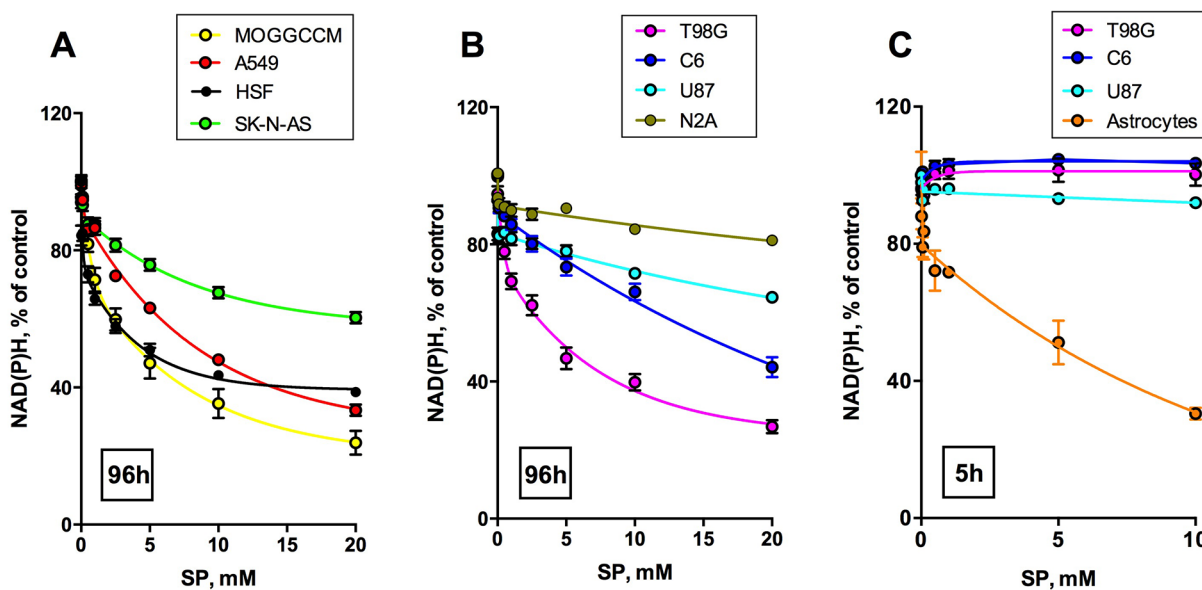 A
MOGGCCM
A549
HSF
SK-N-AS
120
80
40
0
NAD(P)H, % of control
96h
0 5 10 15 20
SP, mM
B
T98G
C6
U87
N2A
120
80
40
0
NAD(P)H, % of control
96h
0 5 10 15 20
SP, mM
C
T98G
C6
U87
Astrocytes
120
80
40
0
NAD(P)H, % of control
5h
0 5 10
SP, mM